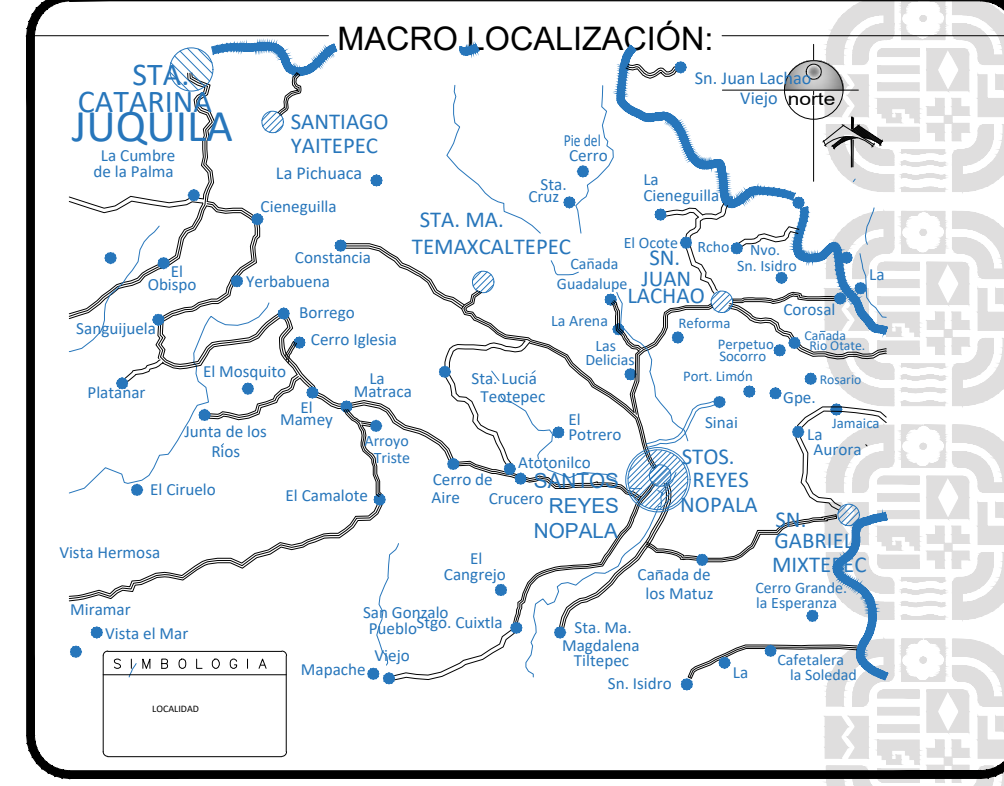 MACRO LOCALIZACIÓN:
STA.
CATARINA
JUQUILA
SANTIAGO
YAITEPEC
Sn. Juan Lachao
Viejo
norte
La Cumbre
de la Palma
La Pichuaca
Pie del
Cerro
Sta.
Cruz
La
Cieneguilla
Cieneguilla
STA. MA.
TEMAXCALTEPEC
El Ocote
Rcho
Nvo.
Sn. Isidro
SN.
JUAN
LACHAO
Constancia
Cañada
Guadalupe
La
El
Obispo
Yerbabuena
Corosal
Sanguijuela
Borrego
Cerro Iglesia
La Arena
Las
Delicias
Reforma
Perpetuo
Socorro
Cañada
Rio Otate.
Platanar
El Mosquito
La
Matraca
Sta. Luciá
Teotepec
Port. Limón
Rosario
Gpe.
El
Mamey
Junta de los
Ríos
Arroyo
Triste
El
Potrero
Sinai
Jamaica
La
Aurora
El Ciruelo
El Camalote
Cerro de
Aire
Atotonilco
Crucero
SANTOS
REYES
NOPALA
STOS.
REYES
NOPALA
SN.
GABRIEL
MIXTEPEC
Vista Hermosa
El
Cangrejo
Cañada de
los Matuz
Cerro Grande.
la Esperanza
Miramar
Vista el Mar
San Gonzalo
Pueblo
Viejo
Stgo. Cuixtla
Sta. Ma.
Magdalena
Tiltepec
Mapache
Sn. Isidro
La
Cafetalera
la Soledad
SIMBOLOGIA
LOCALIDAD